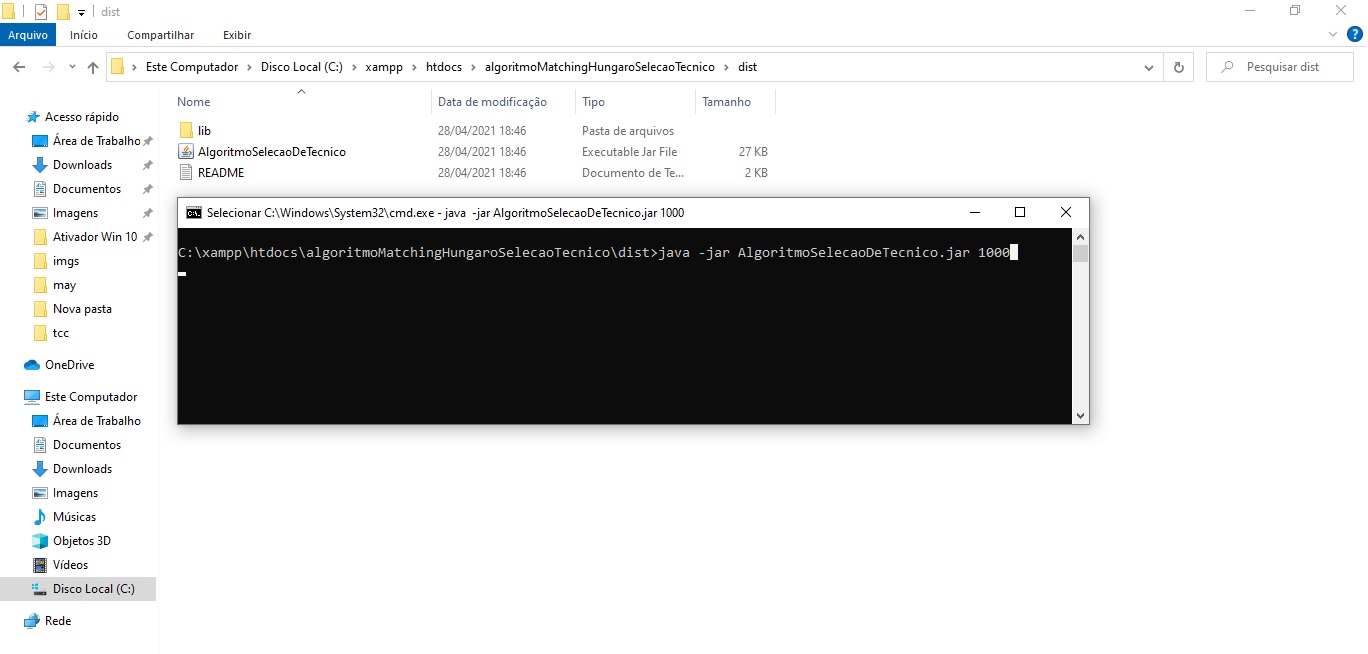 dist
Arquivo Início Compartilhar Exibir
Este Computador > Disco Local (C:) > xampp > htdocs > algoritmoMatchingHungaroSelecaoTecnico > dist
Pesquisar dist
Nome Data de modificação Tipo Tamanho
lib 28/04/2021 18:46 Pasta de arquivos
AlgoritmoSelecaoDeTecnico 28/04/2021 18:46 Executable Jar File 27 KB
README 28/04/2021 18:46 Documento de Te... 2 KB
Acesso rápido
Área de Trabalho
Downloads
Documentos
Imagens
Ativador Win 10
imgs
may
Nova pasta
tcc
OneDrive
Este Computador
Área de Trabalho
Documentos
Downloads
Imagens
Músicas
Objetos 3D
Vídeos
Disco Local (C:)
Rede
Selecionar C:\Windows\System32\cmd.exe - java  -jar AlgoritmoSelecaoDeTecnico.jar 1000
C:\xampp\htdocs\algoritmoMatchingHungaroSelecaoTecnico\dist>java -jar AlgoritmoSelecaoDeTecnico.jar 1000